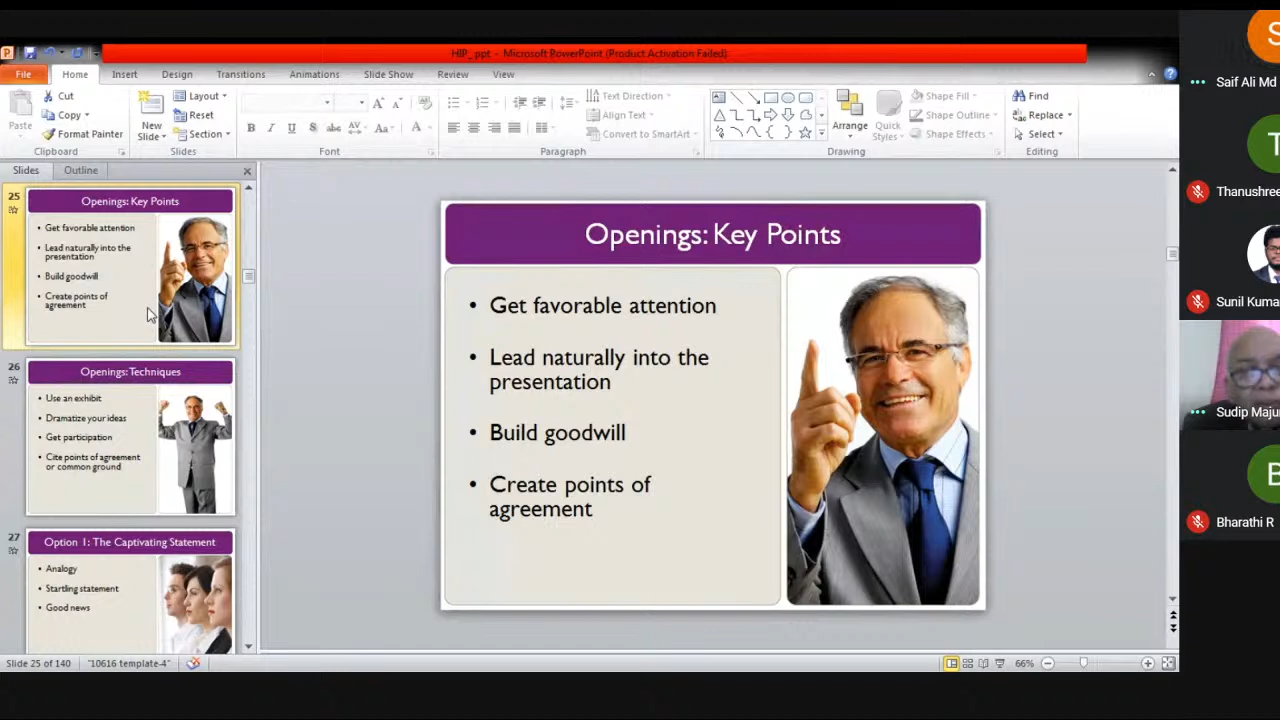 HIP_ppt - Microsoft PowerPoint (Product Activation Failed)
File Home Insert Design Transitions Animations Slide Show Review View
Paste
Cut
Copy
Format Painter
Clipboard
New
Slide
Layout
Reset
Section
Slides
B I U S abc AV Aa A
Font
Text Direction
Align Text
Convert to SmartArt
Paragraph
Arrange
Quick
Styles
Shape Fill
Shape Outline
Shape Effects
Drawing
Find
Replace
Select
Editing
Slides Outline
25
Openings: Key Points
• Get favorable attention
• Lead naturally into the
presentation
• Build goodwill
• Create points of
agreement
26
Openings: Techniques
• Use an exhibit
• Dramatize your ideas
• Get participation
• Cite points of agreement
or common ground
27
Option 1: The Captivating Statement
• Analogy
• Startling statement
• Good news
Openings: Key Points
• Get favorable attention
• Lead naturally into the
presentation
• Build goodwill
• Create points of
agreement
S
Saif Ali Md
T
Thanushree
Sunil Kuma
Sudip Maju
B
Bharathi R
Slide 25 of 140 "10616 template-4" 66%